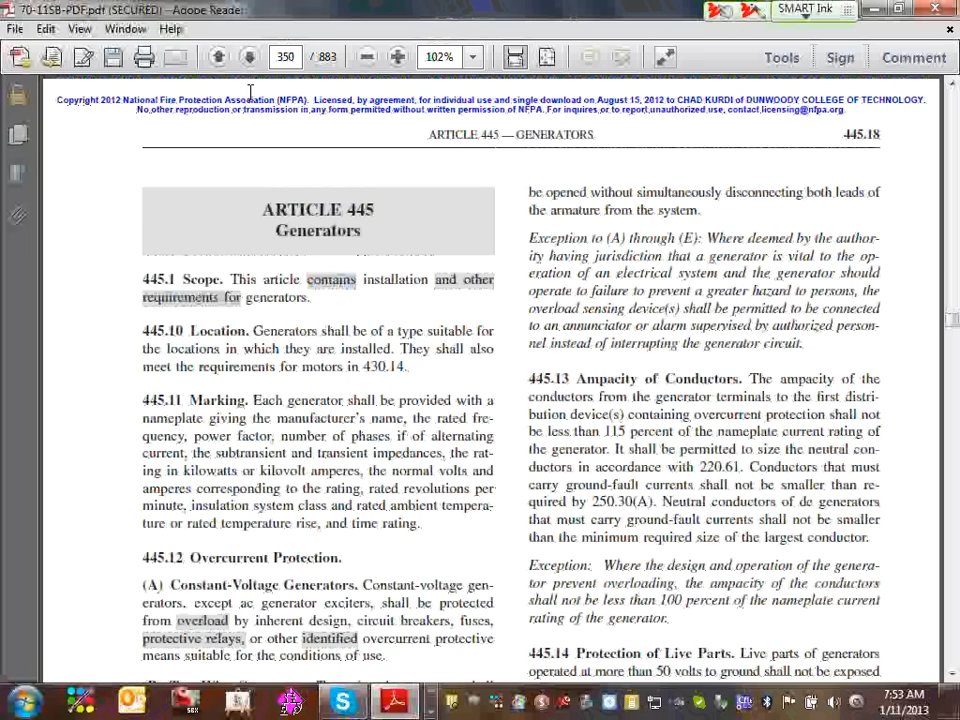 70-11SB-PDF.pdf (SECURED) - Adobe Reader
SMART Ink
File Edit View Window Help
350 / 883 102% Tools Sign Comment
Copyright 2012 National Fire Protection Association (NFPA). Licensed, by agreement, for individual use and single download on August 15, 2012 to CHAD KURDI of DUNWOODY COLLEGE OF TECHNOLOGY.
No other reproduction or transmission in any form permitted without written permission of NFPA. For inquires or to report unauthorized use, contact licensing@nfpa.org.
ARTICLE 445 — GENERATORS 445.18
ARTICLE 445
Generators
445.1 Scope. This article contains installation and other
requirements for generators.
445.10 Location. Generators shall be of a type suitable for
the locations in which they are installed. They shall also
meet the requirements for motors in 430.14.
445.11 Marking. Each generator shall be provided with a
nameplate giving the manufacturer's name, the rated fre-
quency, power factor, number of phases if of alternating
current, the subtransient and transient impedances, the rat-
ing in kilowatts or kilovolt amperes, the normal volts and
amperes corresponding to the rating, rated revolutions per
minute, insulation system class and rated ambient tempera-
ture or rated temperature rise, and time rating.
445.12 Overcurrent Protection.
(A) Constant-Voltage Generators. Constant-voltage gen-
erators, except ac generator exciters, shall be protected
from overload by inherent design, circuit breakers, fuses,
protective relays, or other identified overcurrent protective
means suitable for the conditions of use.
be opened without simultaneously disconnecting both leads of
the armature from the system.
Exception to (A) through (E): Where deemed by the author-
ity having jurisdiction that a generator is vital to the op-
eration of an electrical system and the generator should
operate to failure to prevent a greater hazard to persons, the
overload sensing device(s) shall be permitted to be connected
to an annunciator or alarm supervised by authorized person-
nel instead of interrupting the generator circuit.
445.13 Ampacity of Conductors. The ampacity of the
conductors from the generator terminals to the first distri-
bution device(s) containing overcurrent protection shall not
be less than 115 percent of the nameplate current rating of
the generator. It shall be permitted to size the neutral con-
ductors in accordance with 220.61. Conductors that must
carry ground-fault currents shall not be smaller than re-
quired by 250.30(A). Neutral conductors of dc generators
that must carry ground-fault currents shall not be smaller
than the minimum required size of the largest conductor.
Exception: Where the design and operation of the genera-
tor prevent overloading, the ampacity of the conductors
shall not be less than 100 percent of the nameplate current
rating of the generator.
445.14 Protection of Live Parts. Live parts of generators
operated at more than 50 volts to ground shall not be exposed
7:53 AM
1/11/2013